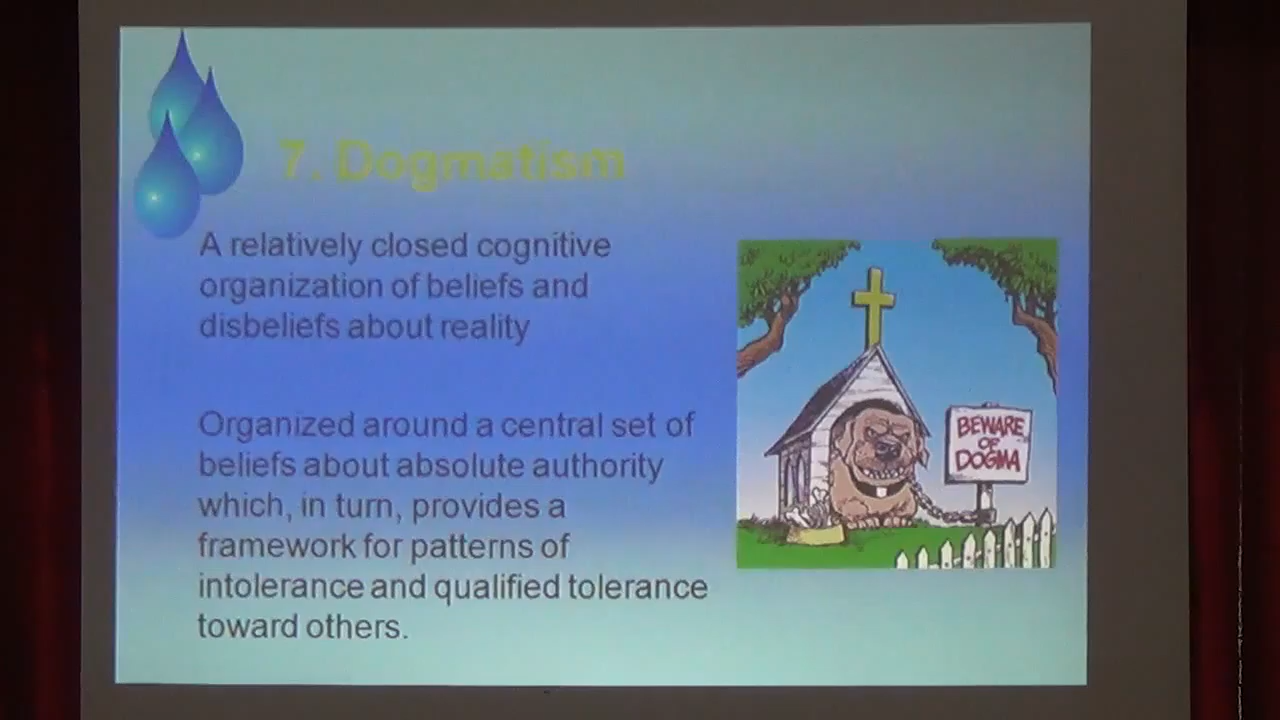 7. Dogmatism
A relatively closed cognitive
organization of beliefs and
disbeliefs about reality
Organized around a central set of
beliefs about absolute authority
which, in turn, provides a
framework for patterns of
intolerance and qualified tolerance
toward others.
BEWARE
OF
DOGMA